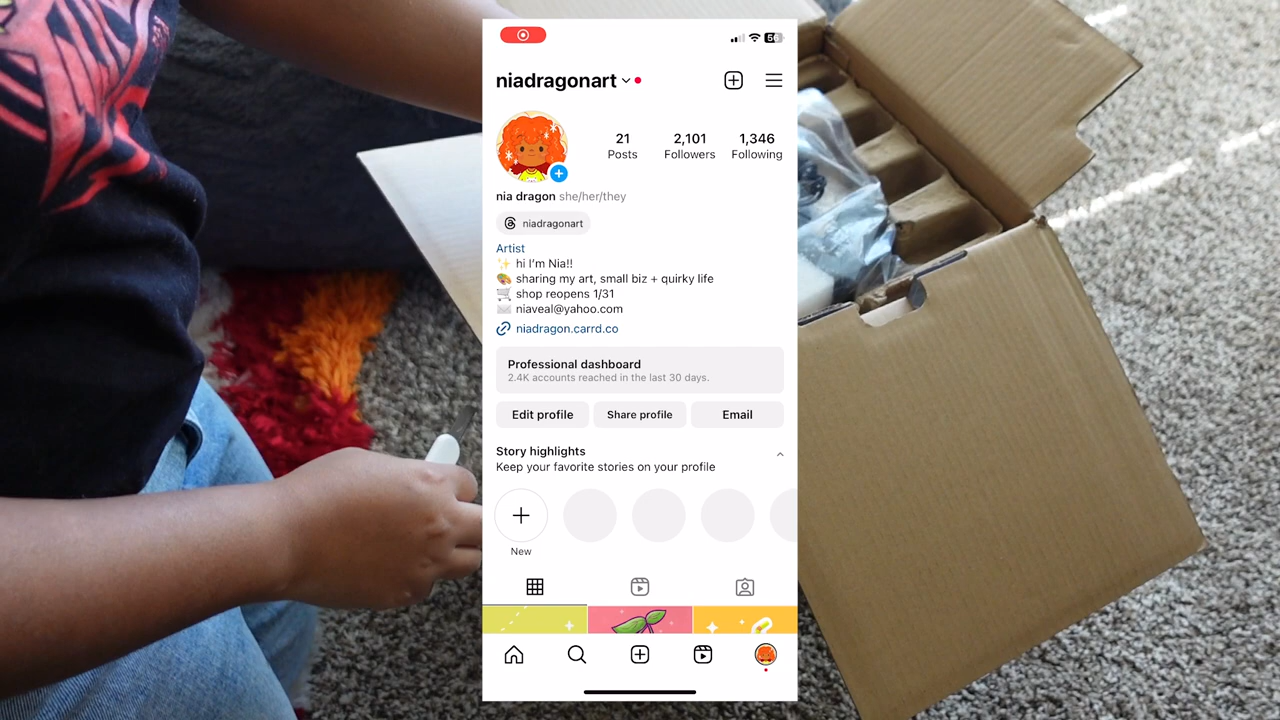 56
niadragonart
21
2,101
1,346
Posts
Followers
Following
nia dragon she/her/they
niadragonart
Artist
✨ hi I'm Nia!!
🎨 sharing my art, small biz + quirky life
🛒 shop reopens 1/31
✉️ niaveal@yahoo.com
niadragon.carrd.co
Professional dashboard
2.4K accounts reached in the last 30 days.
Edit profile
Share profile
Email
Story highlights
Keep your favorite stories on your profile
New